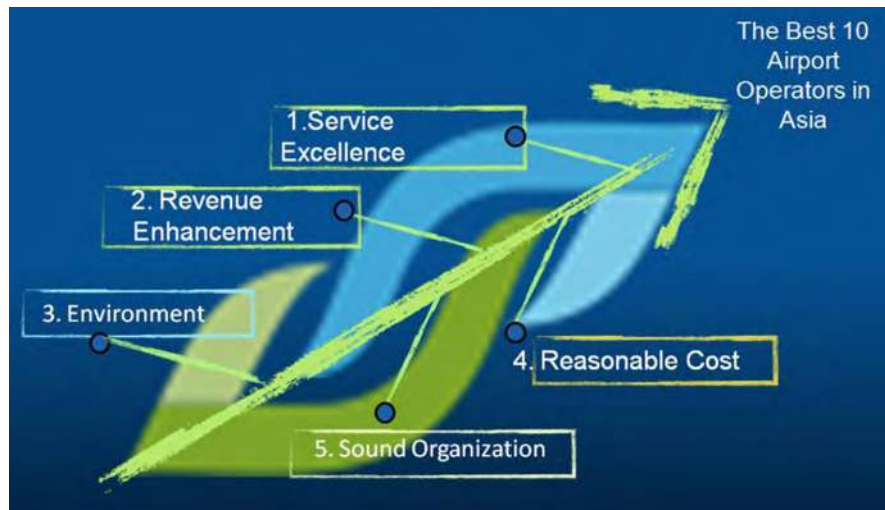 The Best 10
Airport
Operators in
Asia
1.Service
Excellence
2. Revenue
Enhancement
3. Environment
4. Reasonable Cost
5. Sound Organization